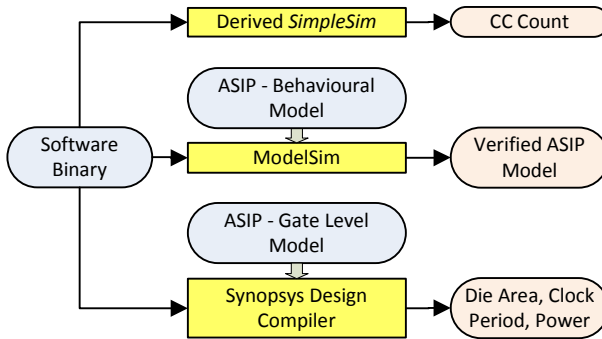 Derived SimpleSim
CC Count
ASIP - Behavioural
Model
Software
Binary
ModelSim
Verified ASIP
Model
ASIP - Gate Level
Model
Synopsys Design
Compiler
Die Area, Clock
Period, Power